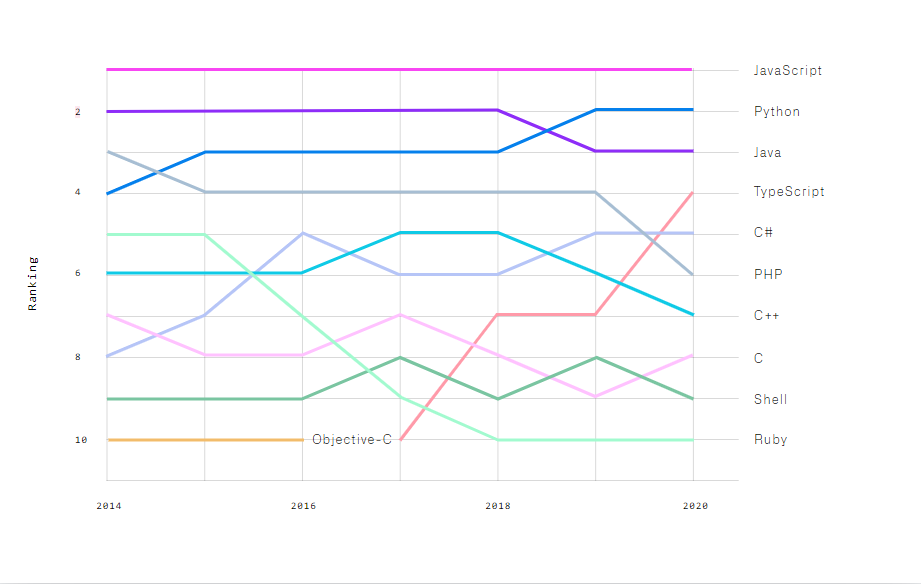 JavaScript
2
Python
Java
4
TypeScript
C#
Ranking
6
PHP
C++
8
C
Shell
10
Objective-C
Ruby
2014
2016
2018
2020